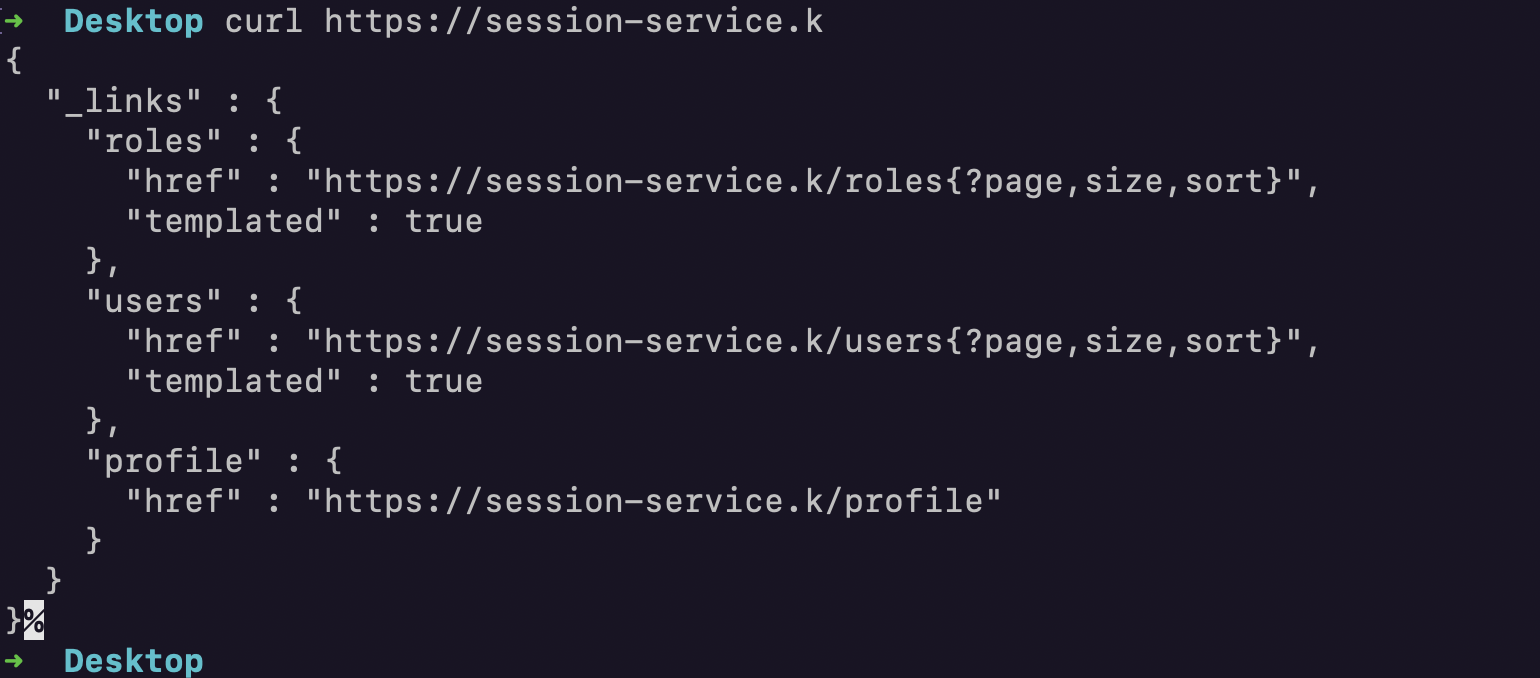 ➜  Desktop curl https://session-service.k
{
  "_links" : {
    "roles" : {
      "href" : "https://session-service.k/roles{?page,size,sort}",
      "templated" : true
    },
    "users" : {
      "href" : "https://session-service.k/users{?page,size,sort}",
      "templated" : true
    },
    "profile" : {
      "href" : "https://session-service.k/profile"
    }
  }
}%
➜  Desktop